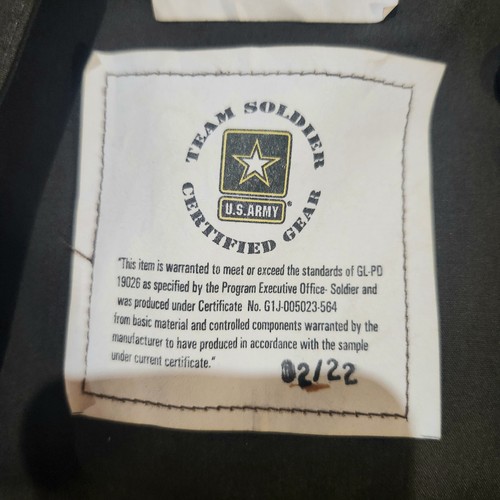 TEAM SOLDIER
U.S.ARMY
CERTIFIED GEAR
"This item is warranted to meet or exceed the standards of GL-PD
19026 as specified by the Program Executive Office- Soldier and
was produced under Certificate No. G1J-005023-564
from basic material and controlled components warranted by the
manufacturer to have produced in accordance with the sample
under current certificate."
02/22